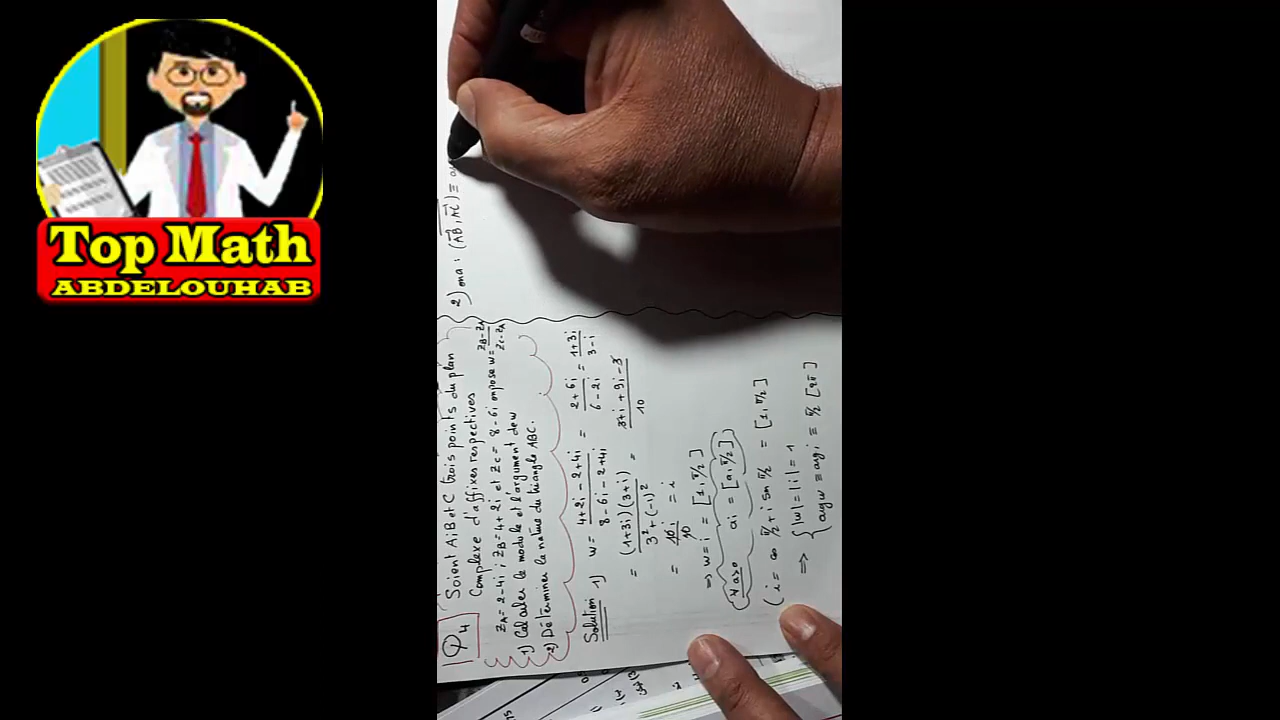 Top Math
ABDELOUHAB
Q4
Soient A; B et C trois points du plan
Complexe d'affixes respectives
zA = 2-4i ; zB = 4+2i et zC = 8-6i on pose w = (zB-zA)/(zC-zA)
1) Calculer le module et l'argument de w
2) Déterminer la nature du triangle ABC.
Solution 1) w = (4+2i-2+4i)/(8-6i-2+4i) = (2+6i)/(6-2i) = (1+3i)/(3-i)
= (1+3i)(3+i)/(3²+(-1)²) = (3+i+9i-3)/10
= 10i/10 = i
⇒ w = i = [1, π/2]
∀a>0 ai = [a, π/2]
(i = cos π/2 + i sin π/2 = [1, π/2]
⇒ { |w| = |i| = 1
arg w ≡ arg i ≡ π/2 [2π]
2) on a : (AB, AC) ≡